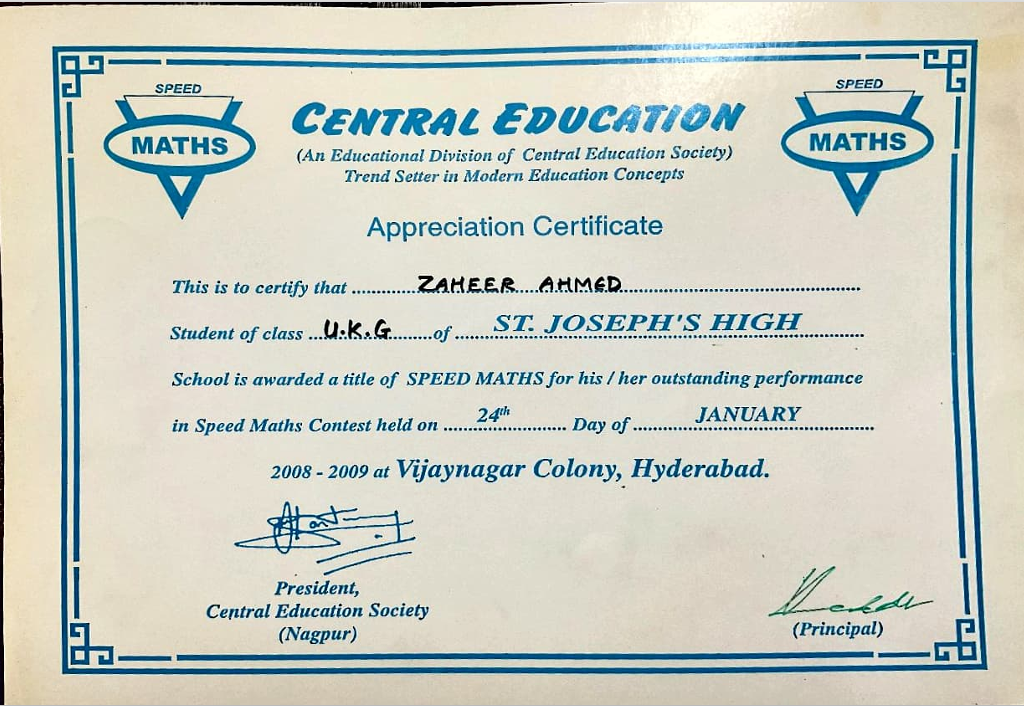 SPEED
MATHS
SPEED
MATHS
CENTRAL EDUCATION
(An Educational Division of Central Education Society)
Trend Setter in Modern Education Concepts
Appreciation Certificate
This is to certify that ZAHEER AHMED
Student of class U.K.G of ST. JOSEPH'S HIGH
School is awarded a title of SPEED MATHS for his / her outstanding performance
in Speed Maths Contest held on 24th Day of JANUARY
2008 - 2009 at Vijaynagar Colony, Hyderabad.
President,
Central Education Society
(Nagpur)
(Principal)